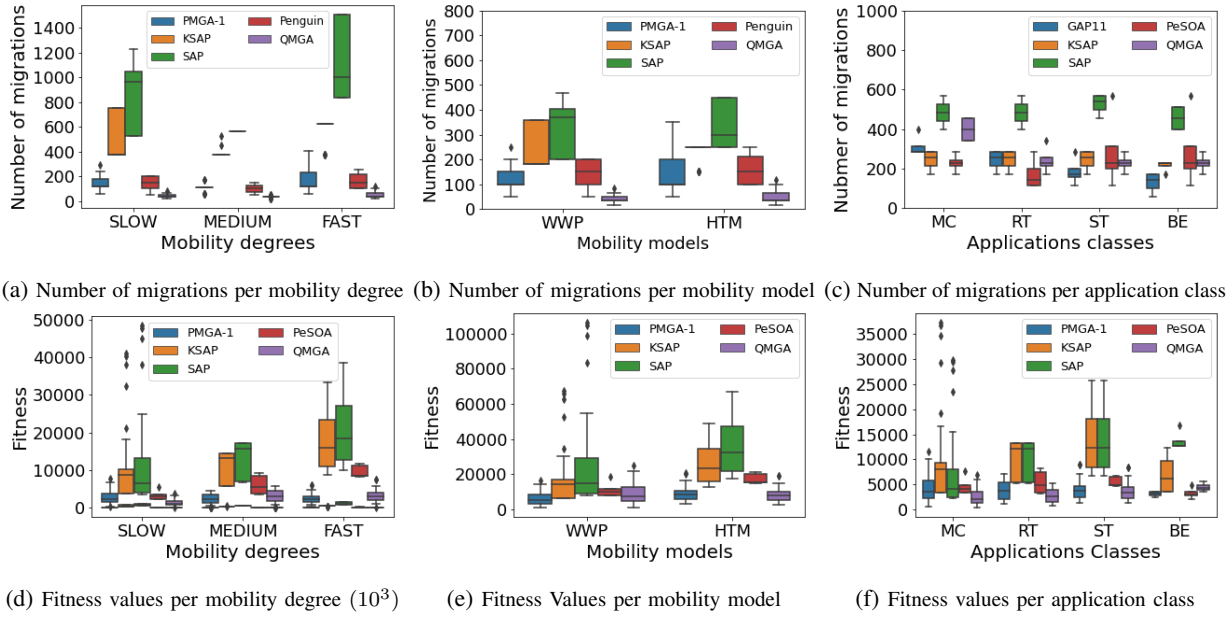 Number of migrations
1400
1200
1000
800
600
400
200
0
PMGA-1
KSAP
SAP
Penguin
QMGA
SLOW
MEDIUM
FAST
Mobility degrees
Number of migrations
800
700
600
500
400
300
200
100
0
PMGA-1
KSAP
SAP
Penguin
QMGA
WWP
HTM
Mobility models
Nubmer of migrations
1000
800
600
400
200
0
GAP11
KSAP
SAP
PeSOA
QMGA
MC
RT
ST
BE
Applications classes
(a) Number of migrations per mobility degree
(b) Number of migrations per mobility model
(c) Number of migrations per application class
Fitness
50000
40000
30000
20000
10000
0
PMGA-1
KSAP
SAP
PeSOA
QMGA
SLOW
MEDIUM
FAST
Mobility degrees
Fitness
100000
80000
60000
40000
20000
0
PMGA-1
KSAP
SAP
PeSOA
QMGA
WWP
HTM
Mobility models
Fitness
35000
30000
25000
20000
15000
10000
5000
0
PMGA-1
KSAP
SAP
PeSOA
QMGA
MC
RT
ST
BE
Applications Classes
(d) Fitness values per mobility degree (10³)
(e) Fitness Values per mobility model
(f) Fitness values per application class